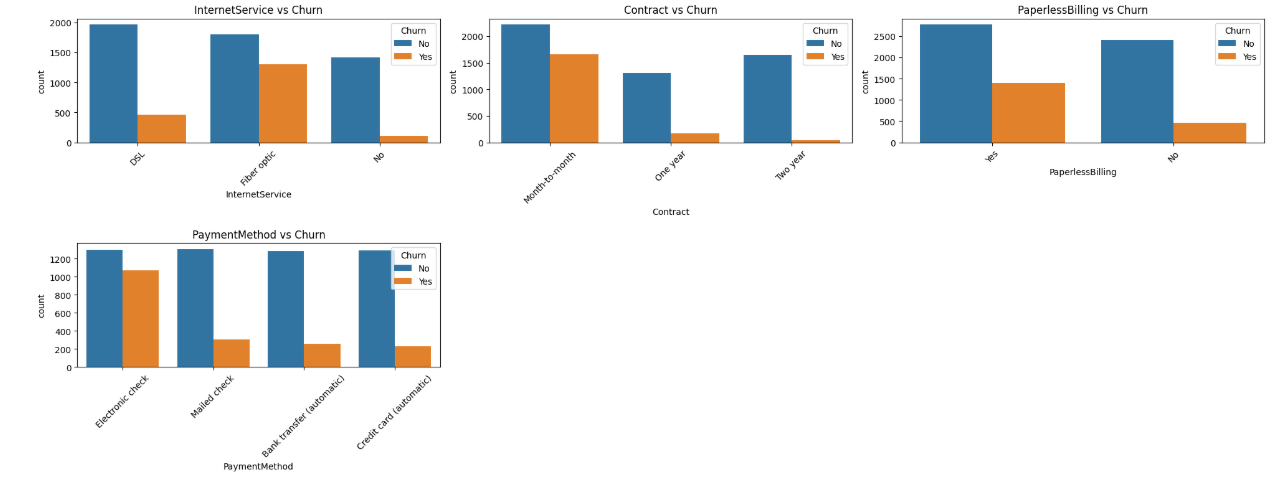 InternetService vs Churn
2000
1500
1000
500
0
count
Churn
No
Yes
DSL
Fiber optic
No
InternetService
Contract vs Churn
2000
1500
1000
500
0
count
Churn
No
Yes
Month-to-month
One year
Two year
Contract
PaperlessBilling vs Churn
2500
2000
1500
1000
500
0
count
Churn
No
Yes
Yes
No
PaperlessBilling
PaymentMethod vs Churn
1200
1000
800
600
400
200
0
count
Churn
No
Yes
Electronic check
Mailed check
Bank transfer (automatic)
Credit card (automatic)
PaymentMethod